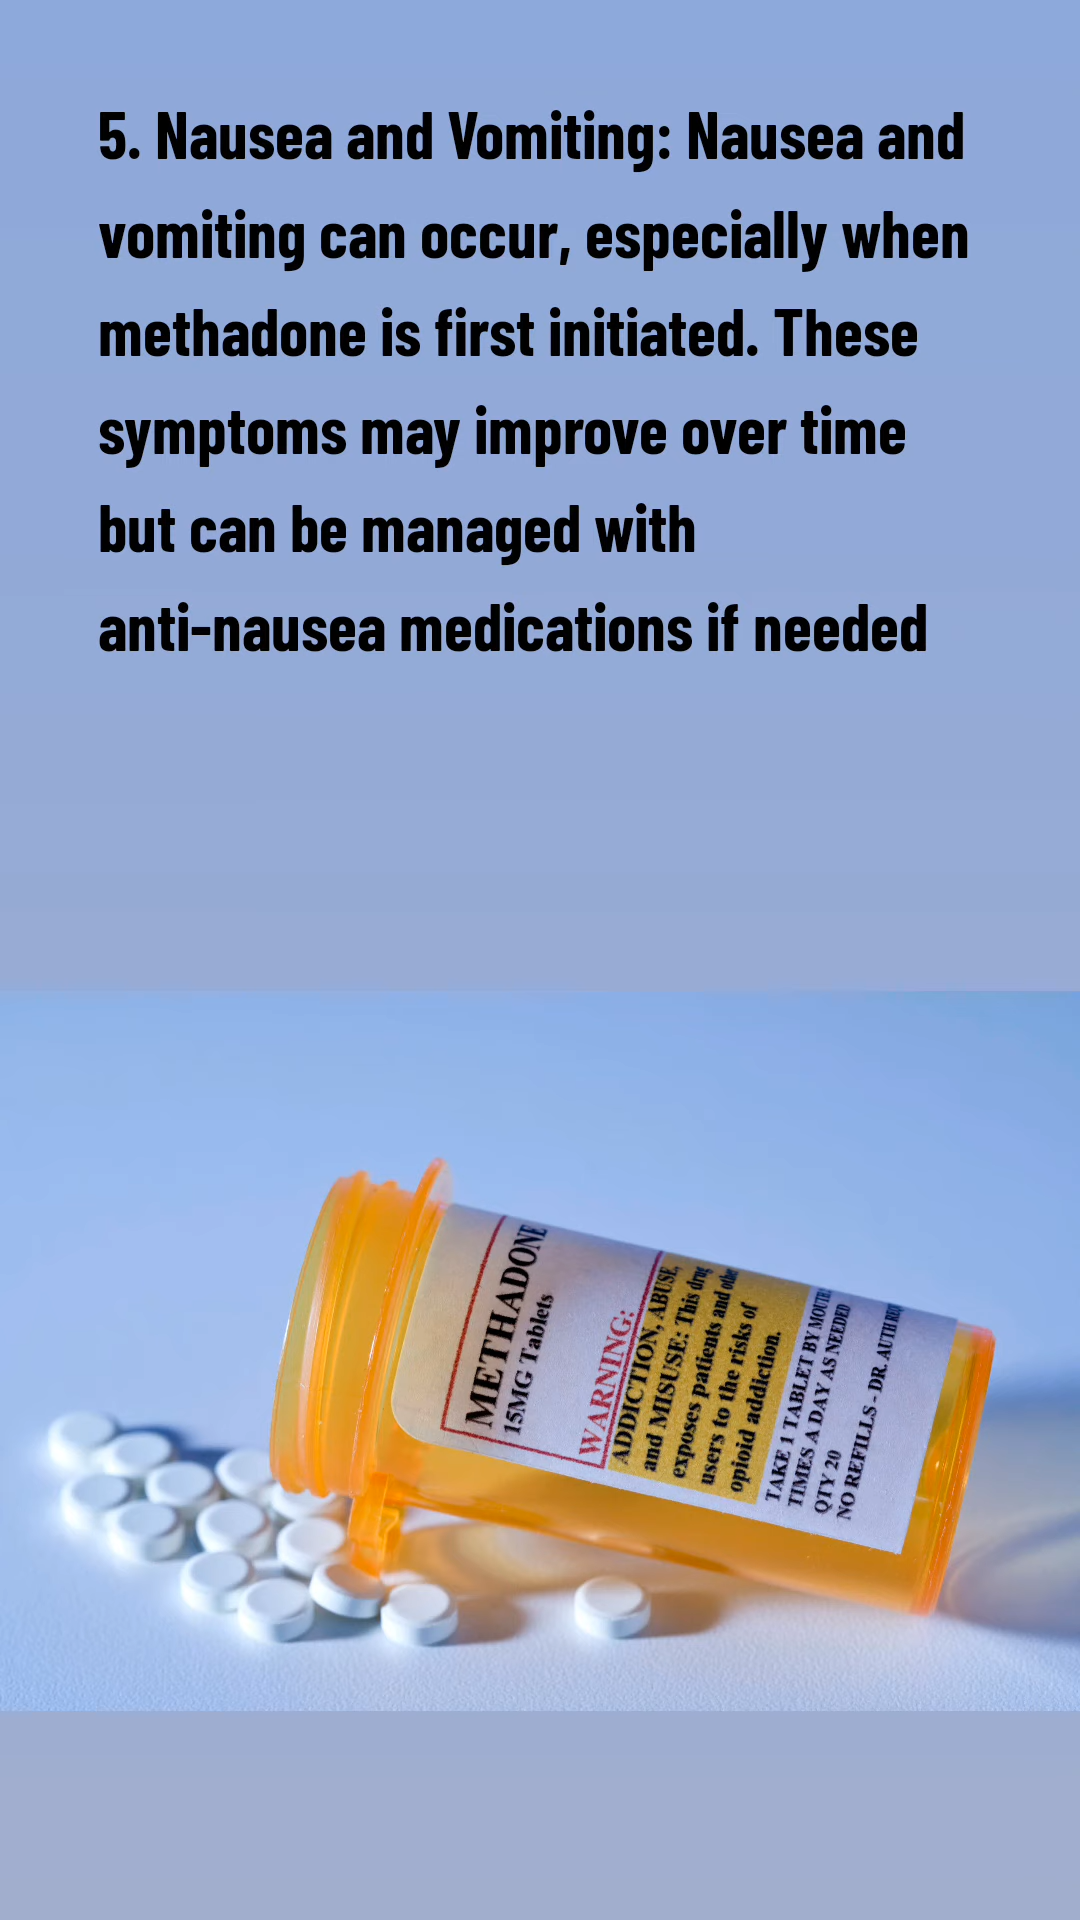 5. Nausea and Vomiting: Nausea and
vomiting can occur, especially when
methadone is first initiated. These
symptoms may improve over time
but can be managed with
anti-nausea medications if needed
METHADONE
15MG Tablets
WARNING:
ADDICTION, ABUSE,
and MISUSE: This drug
exposes patients and other
users to the risks of
opioid addiction.
TAKE 1 TABLET BY MOUTH
TIMES A DAY AS NEEDED
QTY 20
NO REFILLS - DR. AUTH